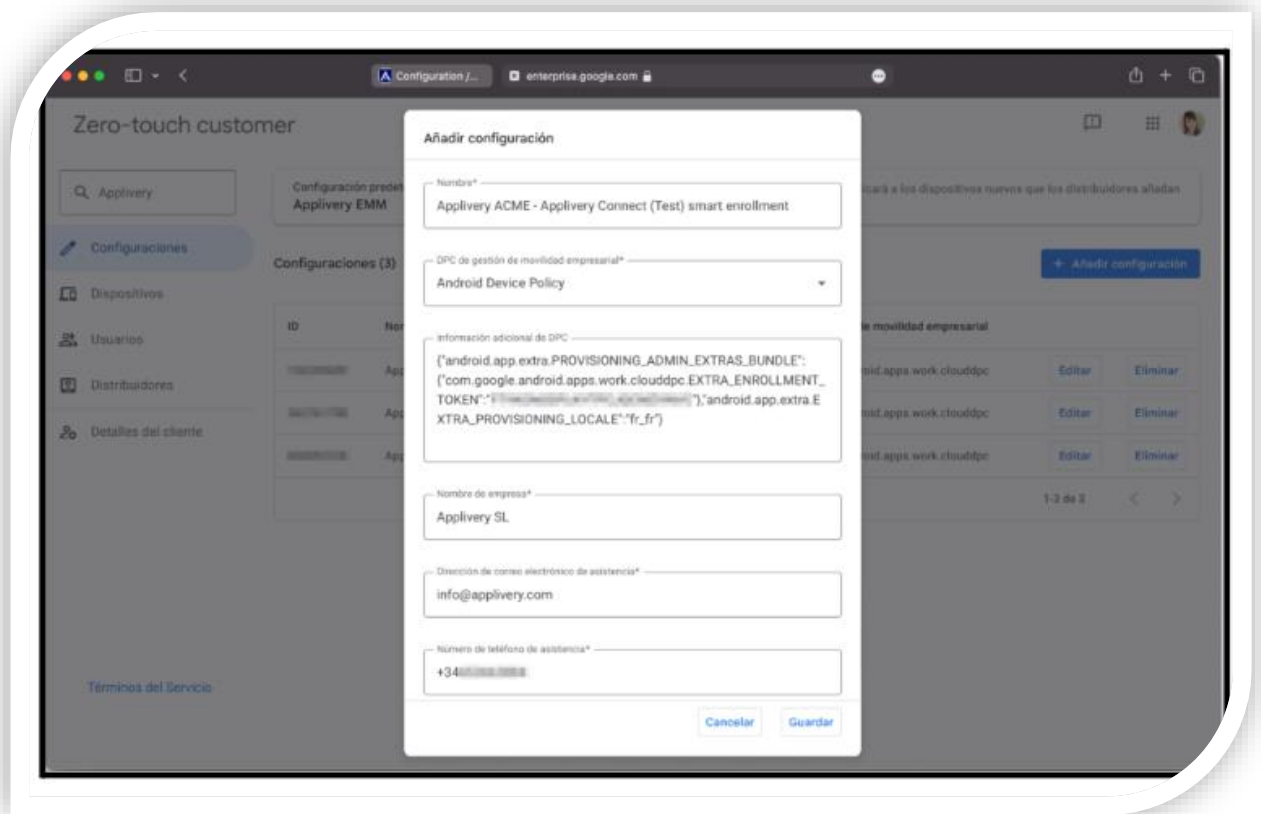 Configuration /...
enterprise.google.com
Zero-touch customer
Applivery
Configuraciones
Dispositivos
Usuarios
Distribuidores
Detalles del cliente
Términos del Servicio
Configuración
Applivery EMM
a los dispositivos nuevos que los distribuidores añadan
Configuraciones (3)
+ Añadir configuración
ID
de movilidad empresarial
Editar
Eliminar
Editar
Eliminar
Editar
Eliminar
1-3 de 3
Añadir configuración
Nombre*
Applivery ACME - Applivery Connect (Test) smart enrollment
DPC de gestión de movilidad empresarial*
Android Device Policy
Información adicional de DPC
{"android.app.extra.PROVISIONING_ADMIN_EXTRAS_BUNDLE":
{"com.google.android.apps.work.clouddpc.EXTRA_ENROLLMENT_
TOKEN":" "},"android.app.extra.E
XTRA_PROVISIONING_LOCALE":"fr_fr"}
Nombre de empresa*
Applivery SL
Dirección de correo electrónico de asistencia*
info@applivery.com
Número de teléfono de asistencia*
+34
Cancelar
Guardar